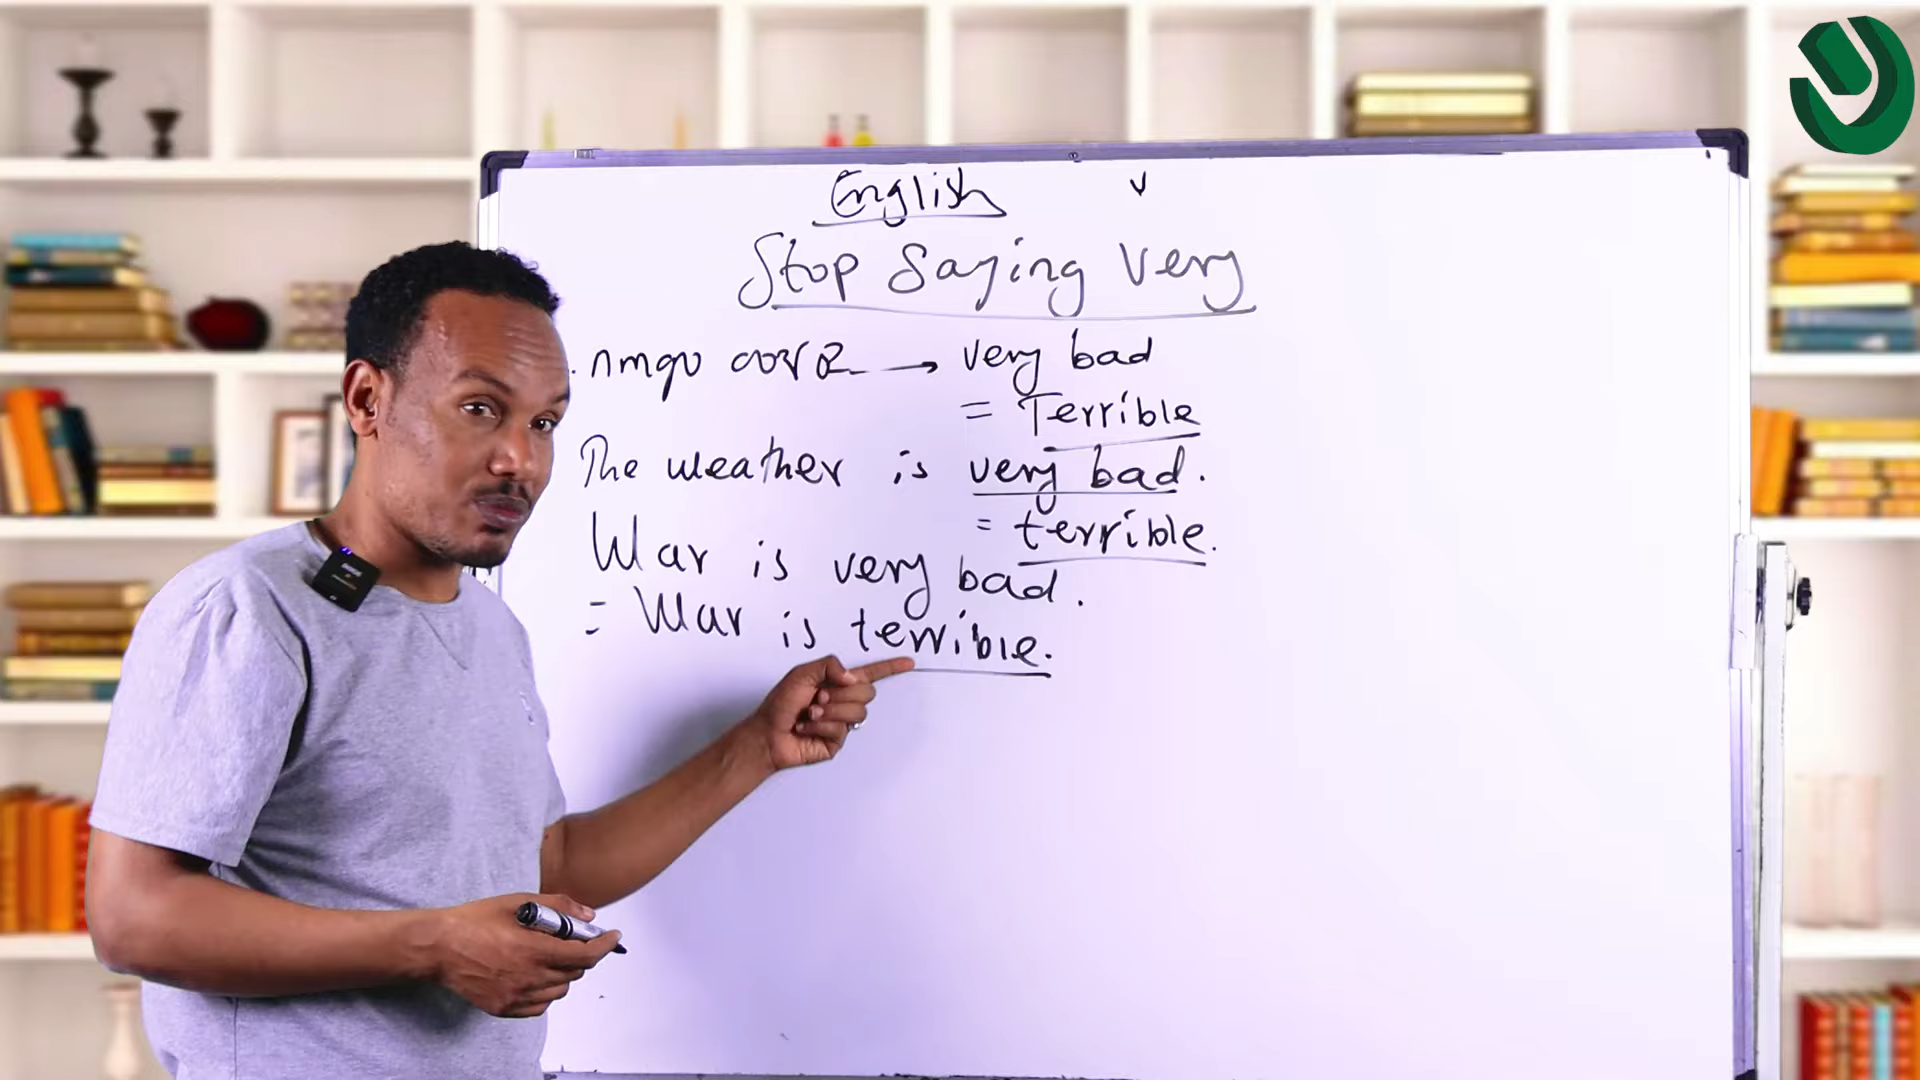 English
Stop Saying Very
በጣም መጥፎ → very bad
= Terrible
The weather is very bad.
= terrible.
War is very bad.
= War is terrible.